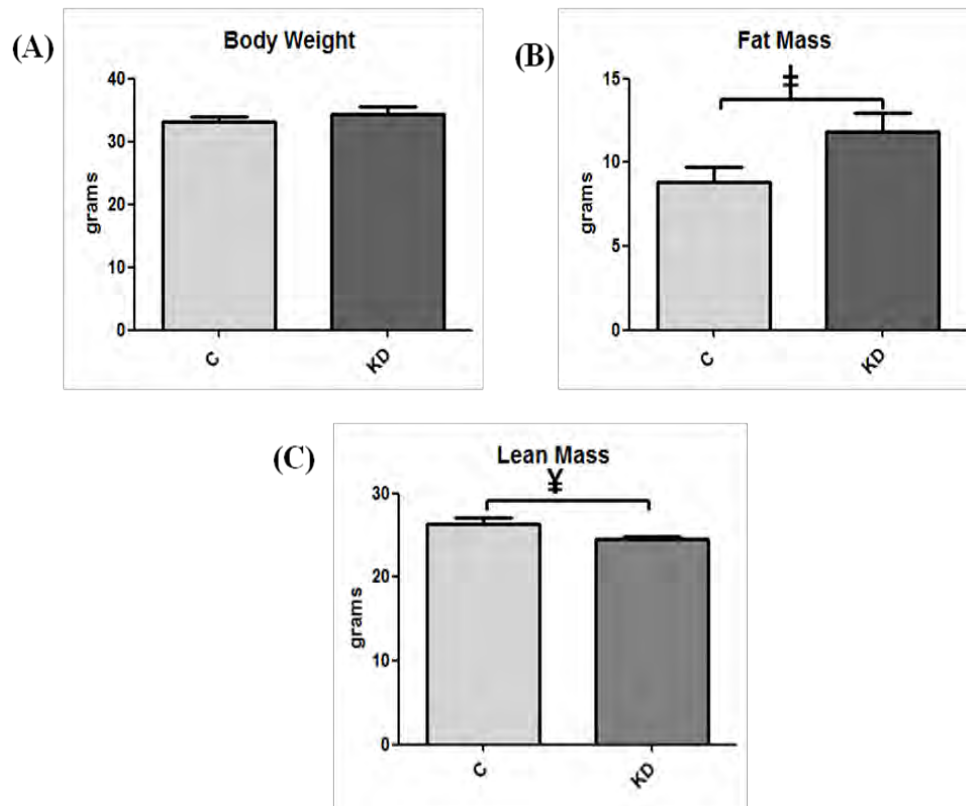 (A)
Body Weight
40
30
20
10
0
grams
C
KD
(B)
Fat Mass
‡
15
10
5
0
grams
C
KD
(C)
Lean Mass
¥
30
20
10
0
grams
C
KD